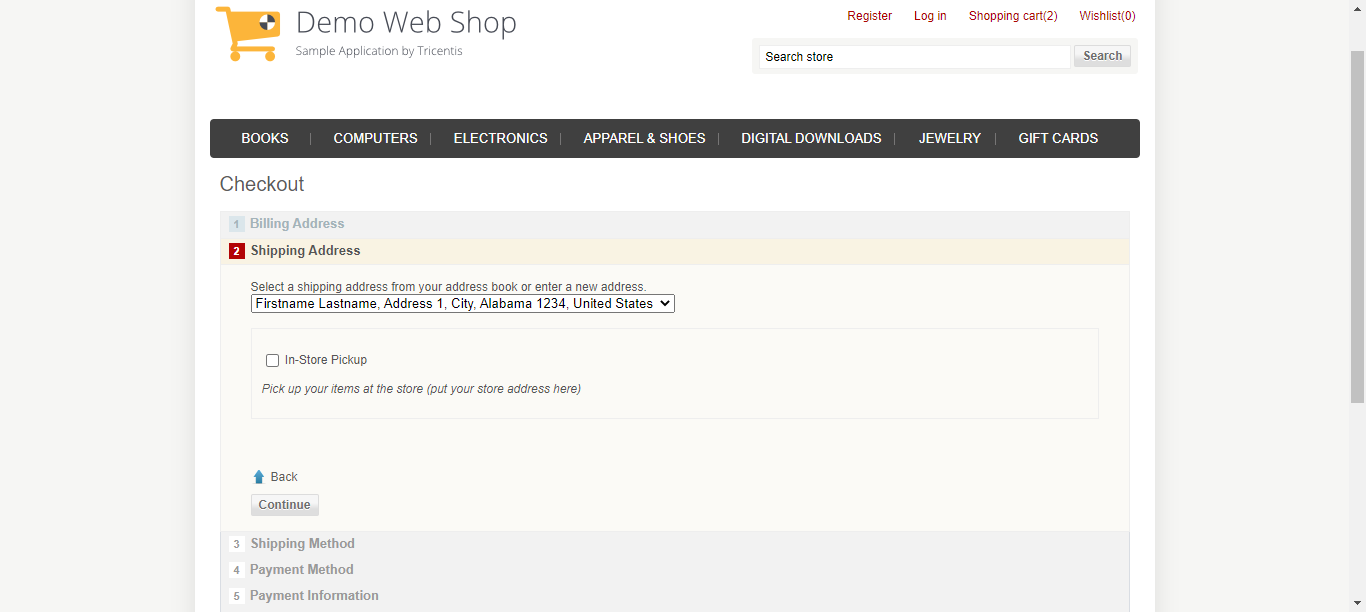 Demo Web Shop
Sample Application by Tricentis
Register Log in Shopping cart(2) Wishlist(0)
Search store Search
BOOKS COMPUTERS ELECTRONICS APPAREL & SHOES DIGITAL DOWNLOADS JEWELRY GIFT CARDS
Checkout
1 Billing Address
2 Shipping Address
Select a shipping address from your address book or enter a new address.
Firstname Lastname, Address 1, City, Alabama 1234, United States
In-Store Pickup
Pick up your items at the store (put your store address here)
Back
Continue
3 Shipping Method
4 Payment Method
5 Payment Information